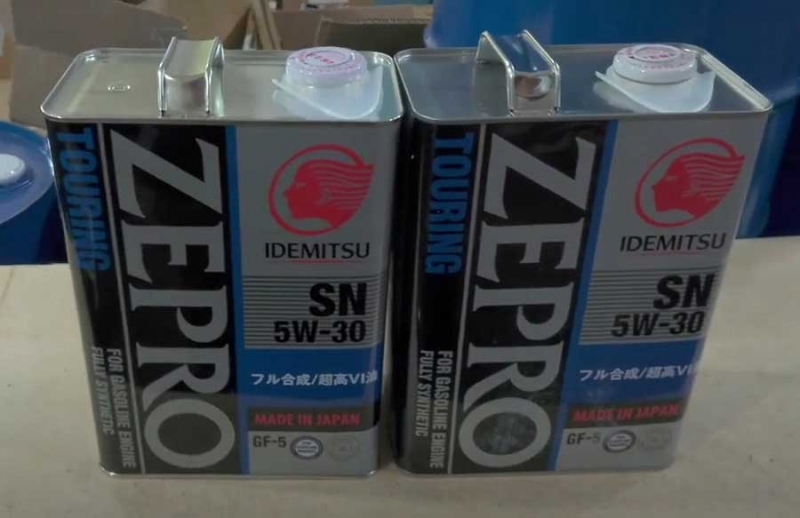 TOURING
ZEPRO
FOR GASOLINE ENGINE
FULLY SYNTHETIC
IDEMITSU
SN
5W-30
フル合成/超高VI油
MADE IN JAPAN
GF-5
TOURING
ZEPRO
FOR GASOLINE ENGINE
FULLY SYNTHETIC
IDEMITSU
SN
5W-30
フル合成/超高VI
MADE IN JAPAN
GF-5